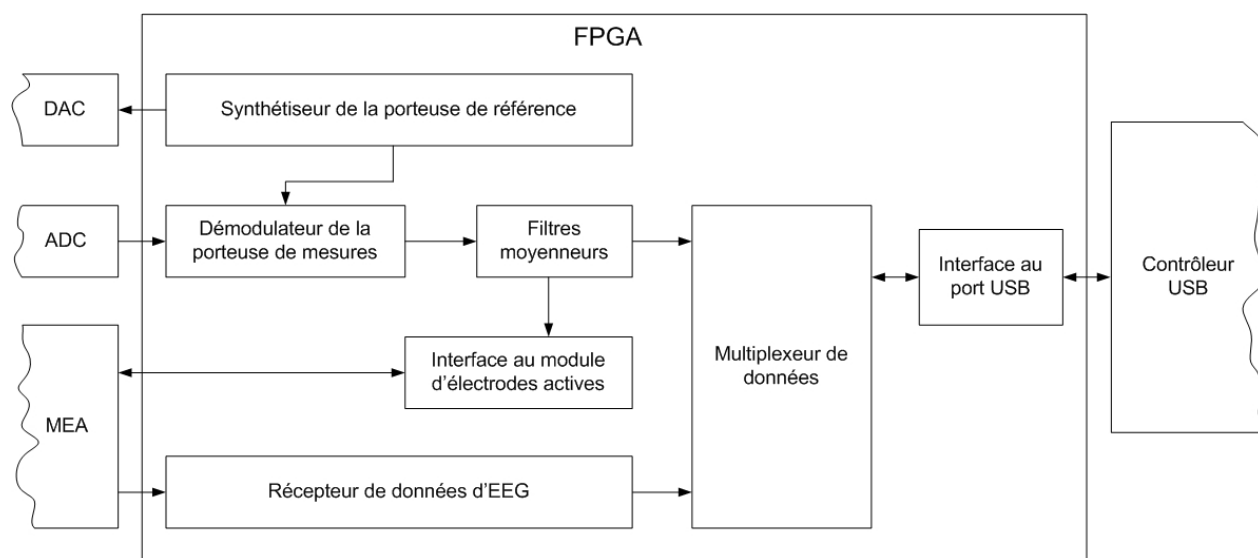 FPGA
DAC
Synthétiseur de la porteuse de référence
ADC
Démodulateur de la
porteuse de mesures
Filtres
moyenneurs
Interface au
port USB
Contrôleur
USB
Interface au module
d'électrodes actives
Multiplexeur de
données
MEA
Récepteur de données d'EEG